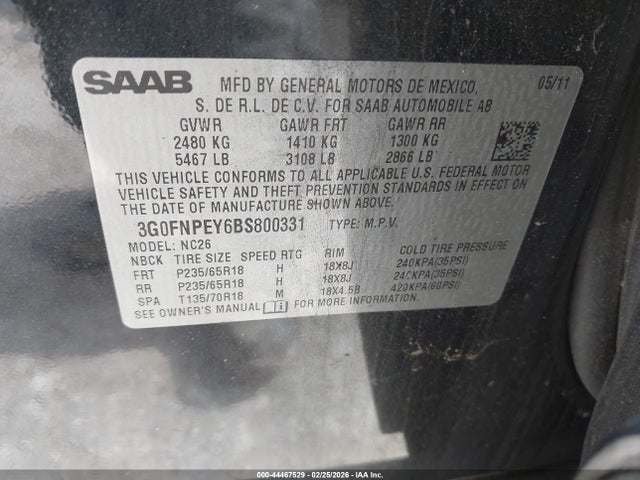 SAAB MFD BY GENERAL MOTORS DE MEXICO, 05/11
S. DE R.L. DE C.V. FOR SAAB AUTOMOBILE AB
GVWR GAWR FRT GAWR RR
2480 KG 1410 KG 1300 KG
5467 LB 3108 LB 2866 LB
THIS VEHICLE CONFORMS TO ALL APPLICABLE U.S. FEDERAL MOTOR
VEHICLE SAFETY AND THEFT PREVENTION STANDARDS IN EFFECT ON
THE DATE OF MANUFACTURE SHOWN ABOVE.
3G0FNPEY6BS800331 TYPE: M.P.V.
MODEL: NC26
NBCK TIRE SIZE SPEED RTG RIM COLD TIRE PRESSURE
FRT P235/65R18 H 18X8J 240KPA(35PSI)
RR P235/65R18 H 18X8J 240KPA(35PSI)
SPA T135/70R18 M 18X4.5B 420KPA(60PSI)
SEE OWNER'S MANUAL FOR MORE INFORMATION.
000-44467529 - 02/25/2026 - IAAI.COM